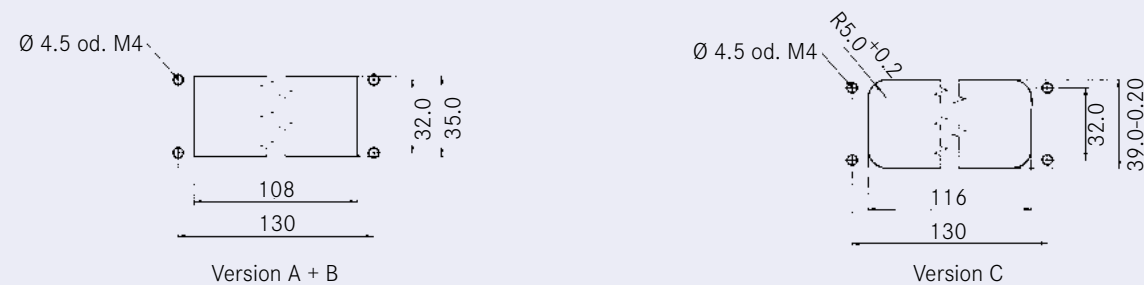 Ø 4.5 od. M4
32.0
35.0
108
130
Version A + B
Ø 4.5 od. M4
R5.0+0.2
32.0
39.0-0.20
116
130
Version C